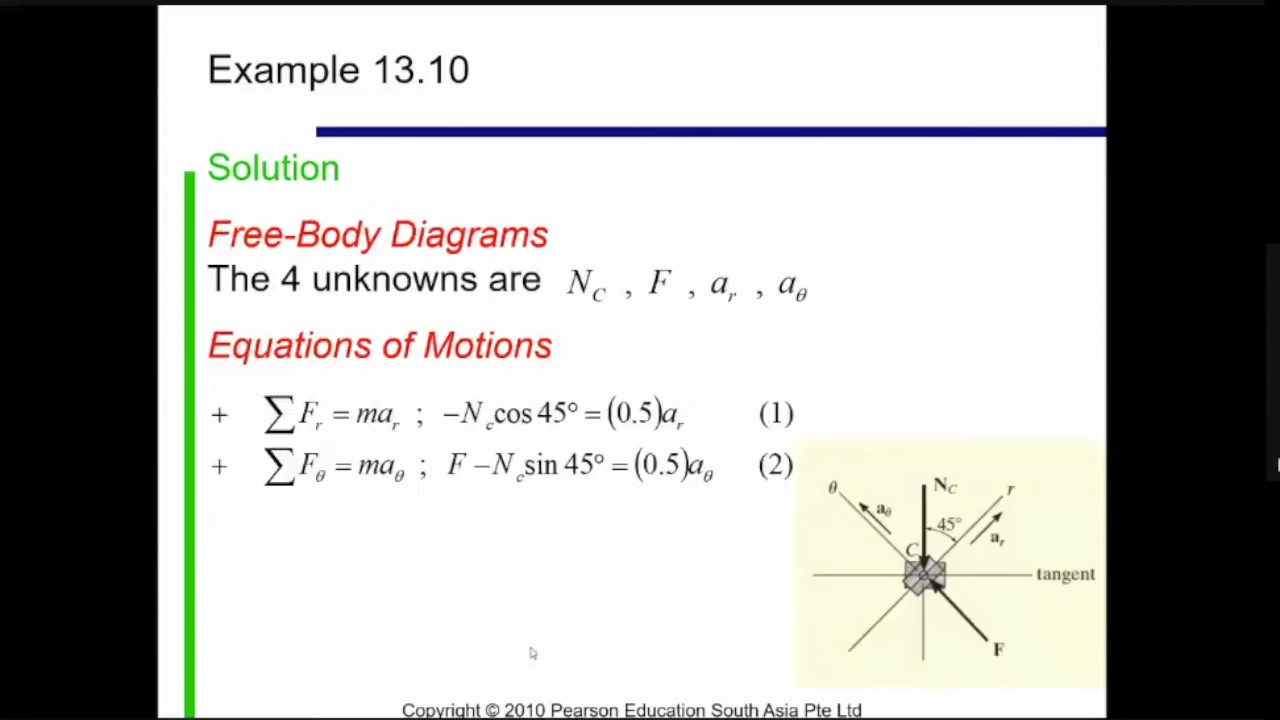 Example 13.10
Solution
Free-Body Diagrams
The 4 unknowns are N_C , F , a_r , a_θ
Equations of Motions
+ ∑F_r = ma_r ; −N_c cos 45° = (0.5)a_r (1)
+ ∑F_θ = ma_θ ; F − N_c sin 45° = (0.5)a_θ (2)
θ
N_C
r
a_θ
45°
a_r
C
tangent
F
Copyright © 2010 Pearson Education South Asia Pte Ltd